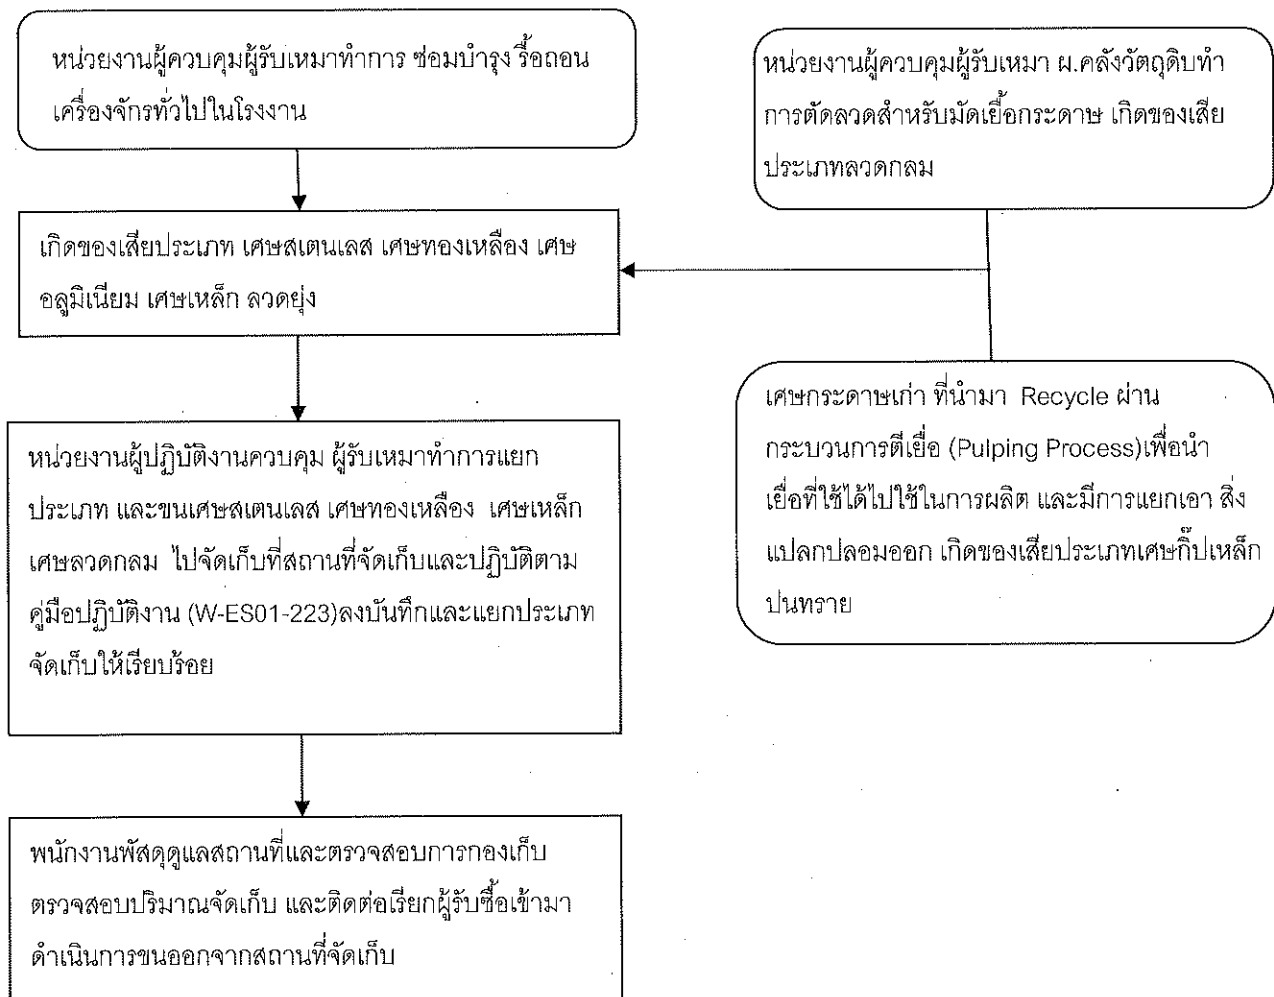 หน่วยงานผู้ควบคุมผู้รับเหมาทำการ ซ่อมบำรุง รื้อถอน
เครื่องจักรทั่วไปในโรงงาน
หน่วยงานผู้ควบคุมผู้รับเหมา ผ.คลังวัตถุดิบทำ
การตัดลวดสำหรับมัดเยื้อกระดาษ เกิดของเสีย
ประเภทลวดกลม
เกิดของเสียประเภท เศษสเตนเลส เศษทองเหลือง เศษ
อลูมิเนียม เศษเหล็ก ลวดยุ่ง
เศษกระดาษเก่า ที่นำมา Recycle ผ่าน
กระบวนการตีเยื่อ (Pulping Process)เพื่อนำ
เยื่อที่ใช้ได้ไปใช้ในการผลิต และมีการแยกเอา สิ่ง
แปลกปลอมออก เกิดของเสียประเภทเศษกิ๊ปเหล็ก
ปนทราย
หน่วยงานผู้ปฏิบัติงานควบคุม ผู้รับเหมาทำการแยก
ประเภท และขนเศษสเตนเลส เศษทองเหลือง เศษเหล็ก
เศษลวดกลม ไปจัดเก็บที่สถานที่จัดเก็บและปฏิบัติตาม
คู่มือปฏิบัติงาน (W-ES01-223)ลงบันทึกและแยกประเภท
จัดเก็บให้เรียบร้อย
พนักงานพัสดุดูแลสถานที่และตรวจสอบการกองเก็บ
ตรวจสอบปริมาณจัดเก็บ และติดต่อเรียกผู้รับซื้อเข้ามา
ดำเนินการขนออกจากสถานที่จัดเก็บ